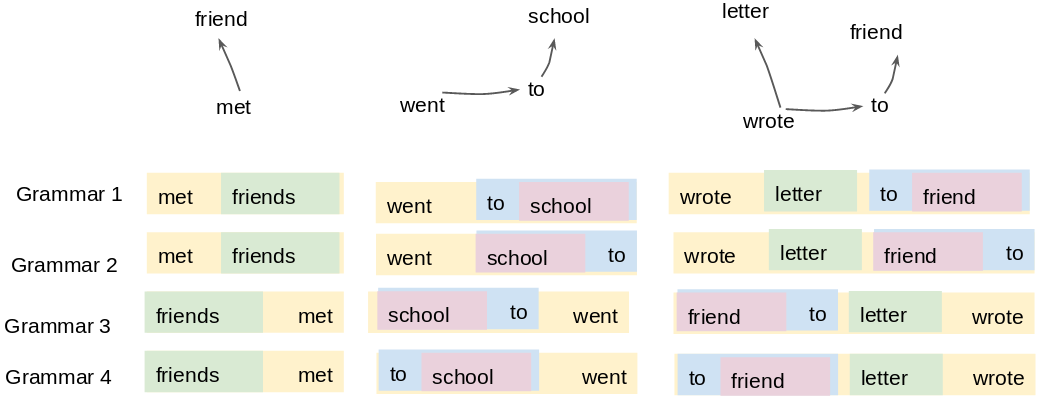 friend
met
school
to
went
letter
friend
to
wrote
Grammar 1 met friends went to school wrote letter to friend
Grammar 2 met friends went school to wrote letter friend to
Grammar 3 friends met school to went friend to letter wrote
Grammar 4 friends met to school went to friend letter wrote